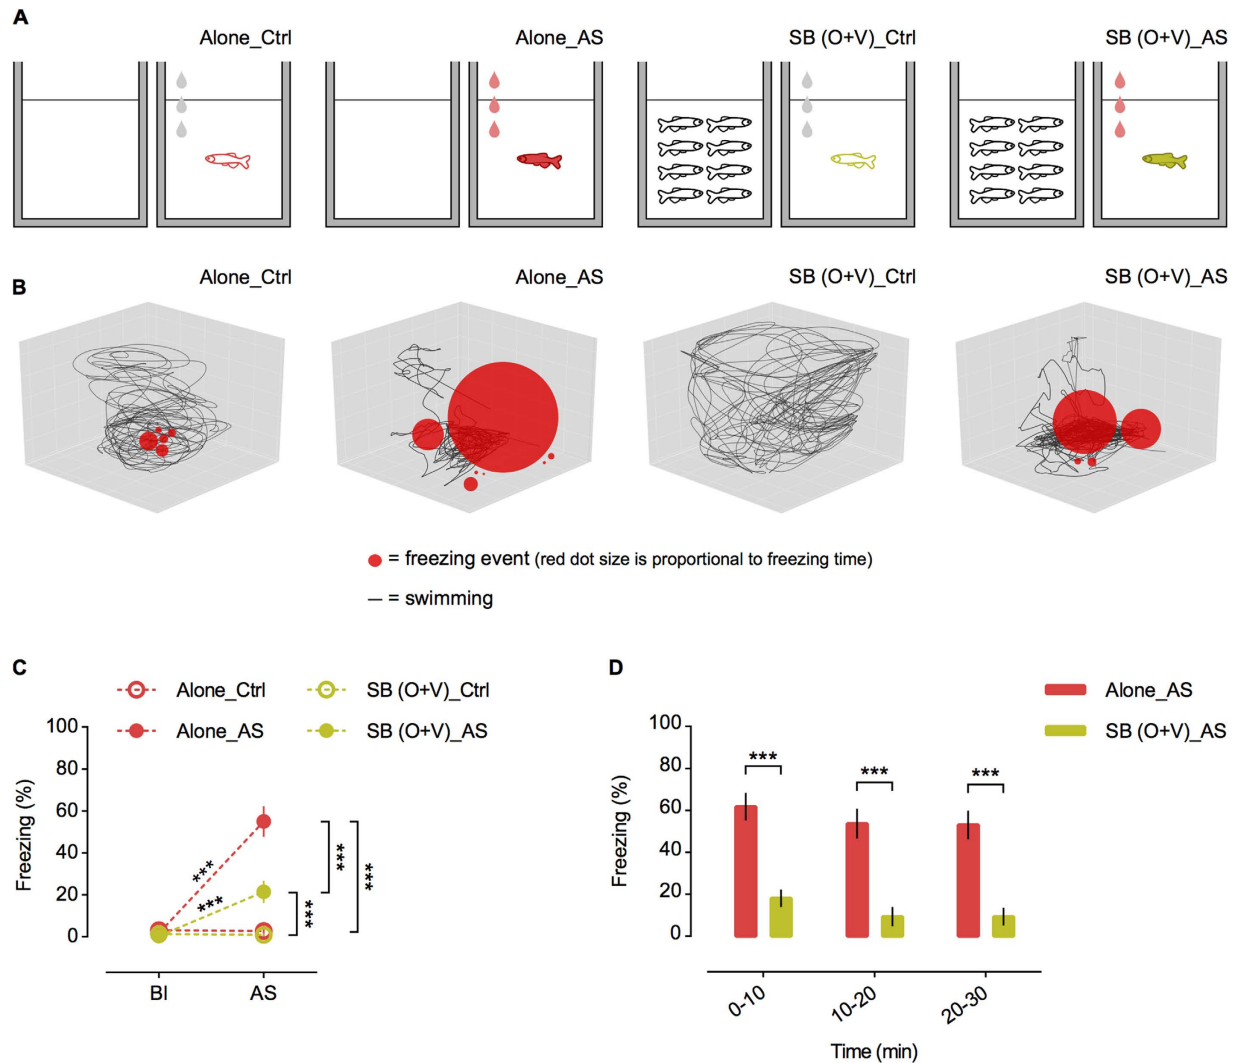 A
Alone_Ctrl
Alone_AS
SB (O+V)_Ctrl
SB (O+V)_AS
B
Alone_Ctrl
Alone_AS
SB (O+V)_Ctrl
SB (O+V)_AS
= freezing event (red dot size is proportional to freezing time)
= swimming
C
Alone_Ctrl
SB (O+V)_Ctrl
Alone_AS
SB (O+V)_AS
Freezing (%)
100
80
60
40
20
0
***
***
***
***
***
BI
AS
D
Alone_AS
SB (O+V)_AS
Freezing (%)
100
80
60
40
20
0
***
***
***
0-10
10-20
20-30
Time (min)